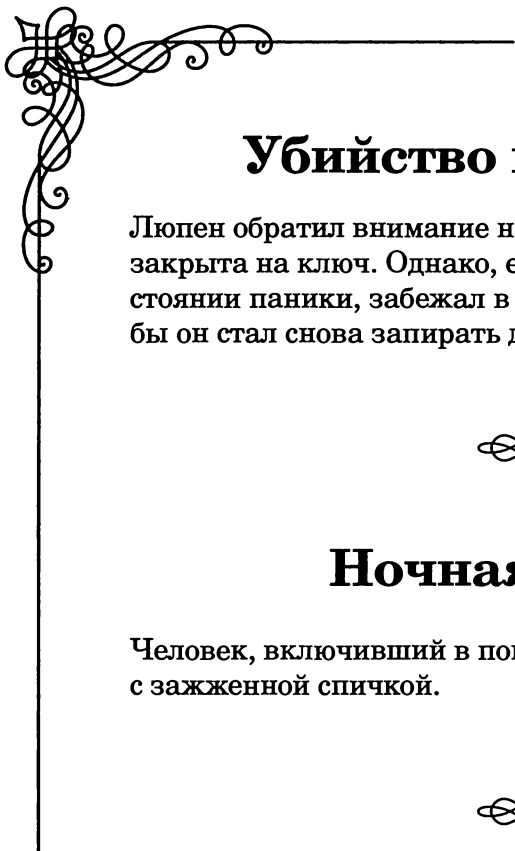 Убийство
Люпен обратил внимание н
закрыта на ключ. Однако, е
стоянии паники, забежал в
бы он стал снова запирать д
Ночная
Человек, включивший в пол
с зажженной спичкой.